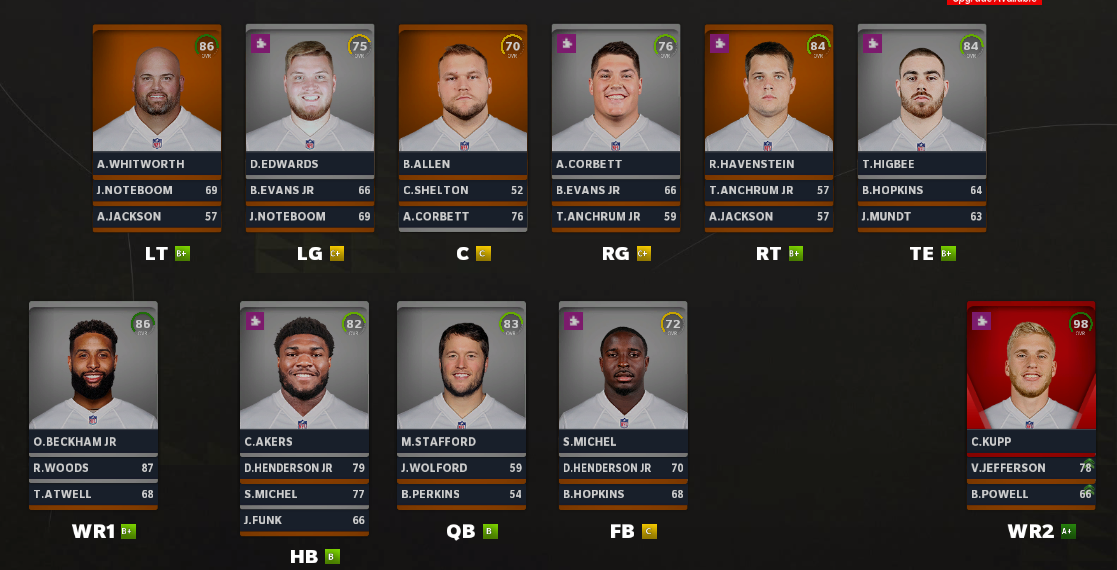 Upgrade Available
86
OVR
A.WHITWORTH
J.NOTEBOOM 69
A.JACKSON 57
LT B+
75
OVR
D.EDWARDS
B.EVANS JR 66
J.NOTEBOOM 69
LG C+
70
OVR
B.ALLEN
C.SHELTON 52
A.CORBETT 76
C C
76
OVR
A.CORBETT
B.EVANS JR 66
T.ANCHRUM JR 59
RG C+
84
OVR
R.HAVENSTEIN
T.ANCHRUM JR 57
A.JACKSON 57
RT B+
84
OVR
T.HIGBEE
B.HOPKINS 64
J.MUNDT 63
TE B+
86
OVR
O.BECKHAM JR
R.WOODS 87
T.ATWELL 68
WR1 B+
82
OVR
C.AKERS
D.HENDERSON JR 79
S.MICHEL 77
J.FUNK 66
HB B
83
OVR
M.STAFFORD
J.WOLFORD 59
B.PERKINS 54
QB B
72
OVR
S.MICHEL
D.HENDERSON JR 70
B.HOPKINS 68
FB C
98
OVR
C.KUPP
V.JEFFERSON 78
B.POWELL 66
WR2 A+